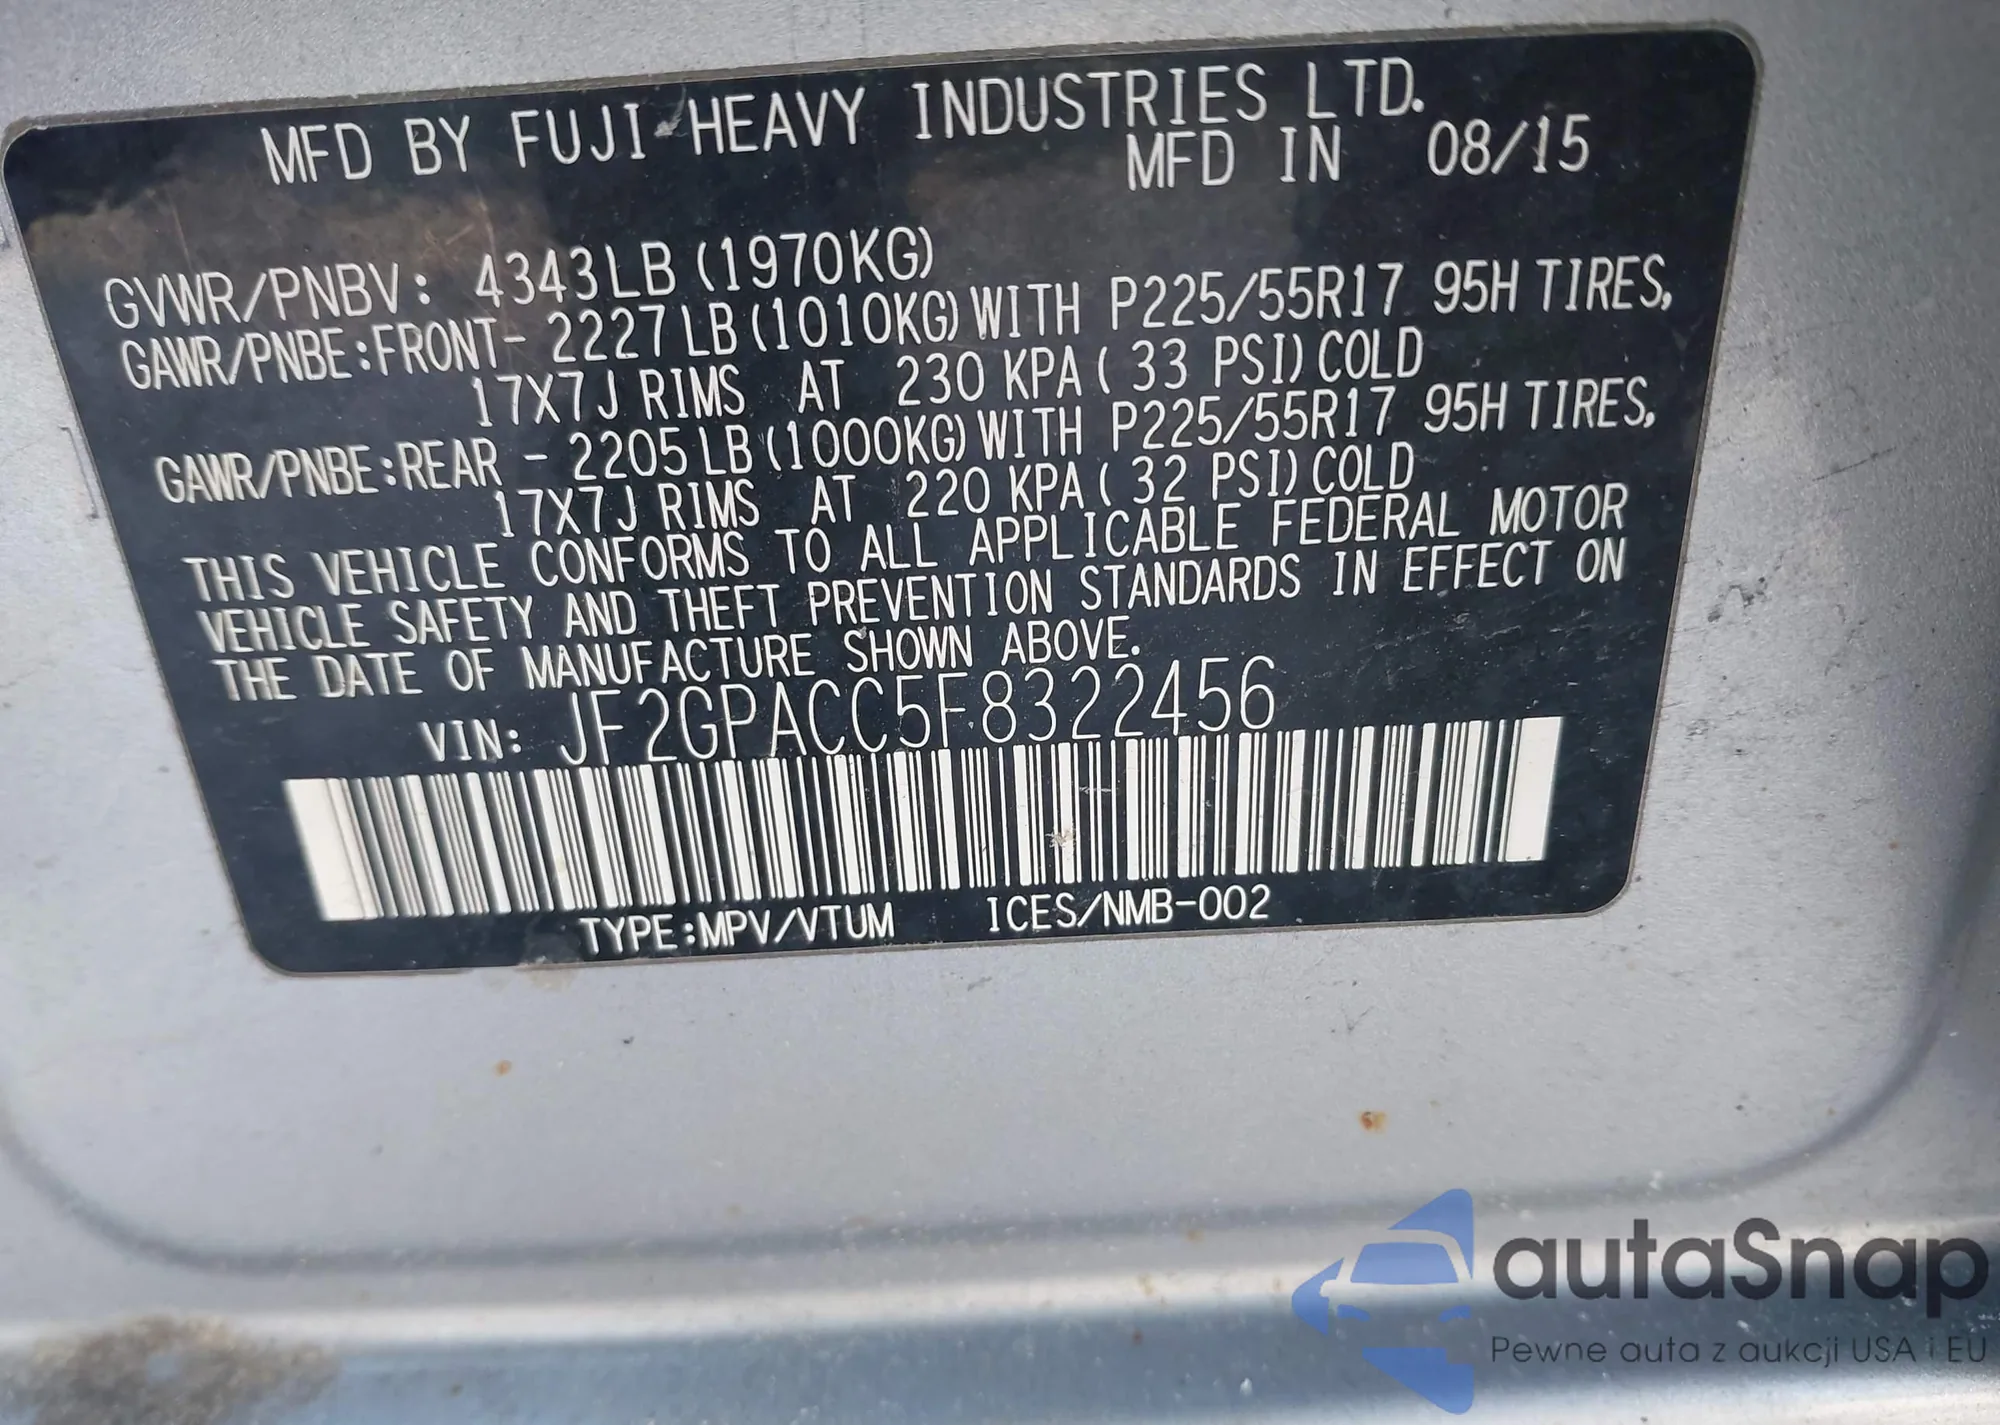 MFD BY FUJI HEAVY INDUSTRIES LTD.
MFD IN 08/15
GVWR/PNBV: 4343LB (1970KG)
GAWR/PNBE:FRONT- 2227LB (1010KG) WITH P225/55R17 95H TIRES,
17X7J RIMS AT 230 KPA ( 33 PSI) COLD
GAWR/PNBE:REAR - 2205LB (1000KG) WITH P225/55R17 95H TIRES,
17X7J RIMS AT 220 KPA ( 32 PSI) COLD
THIS VEHICLE CONFORMS TO ALL APPLICABLE FEDERAL MOTOR
VEHICLE SAFETY AND THEFT PREVENTION STANDARDS IN EFFECT ON
THE DATE OF MANUFACTURE SHOWN ABOVE.
VIN: JF2GPACC5F8322456
TYPE:MPV/VTUM ICES/NMB-002
autaSnap
Pewne auta z aukcji USA i EU